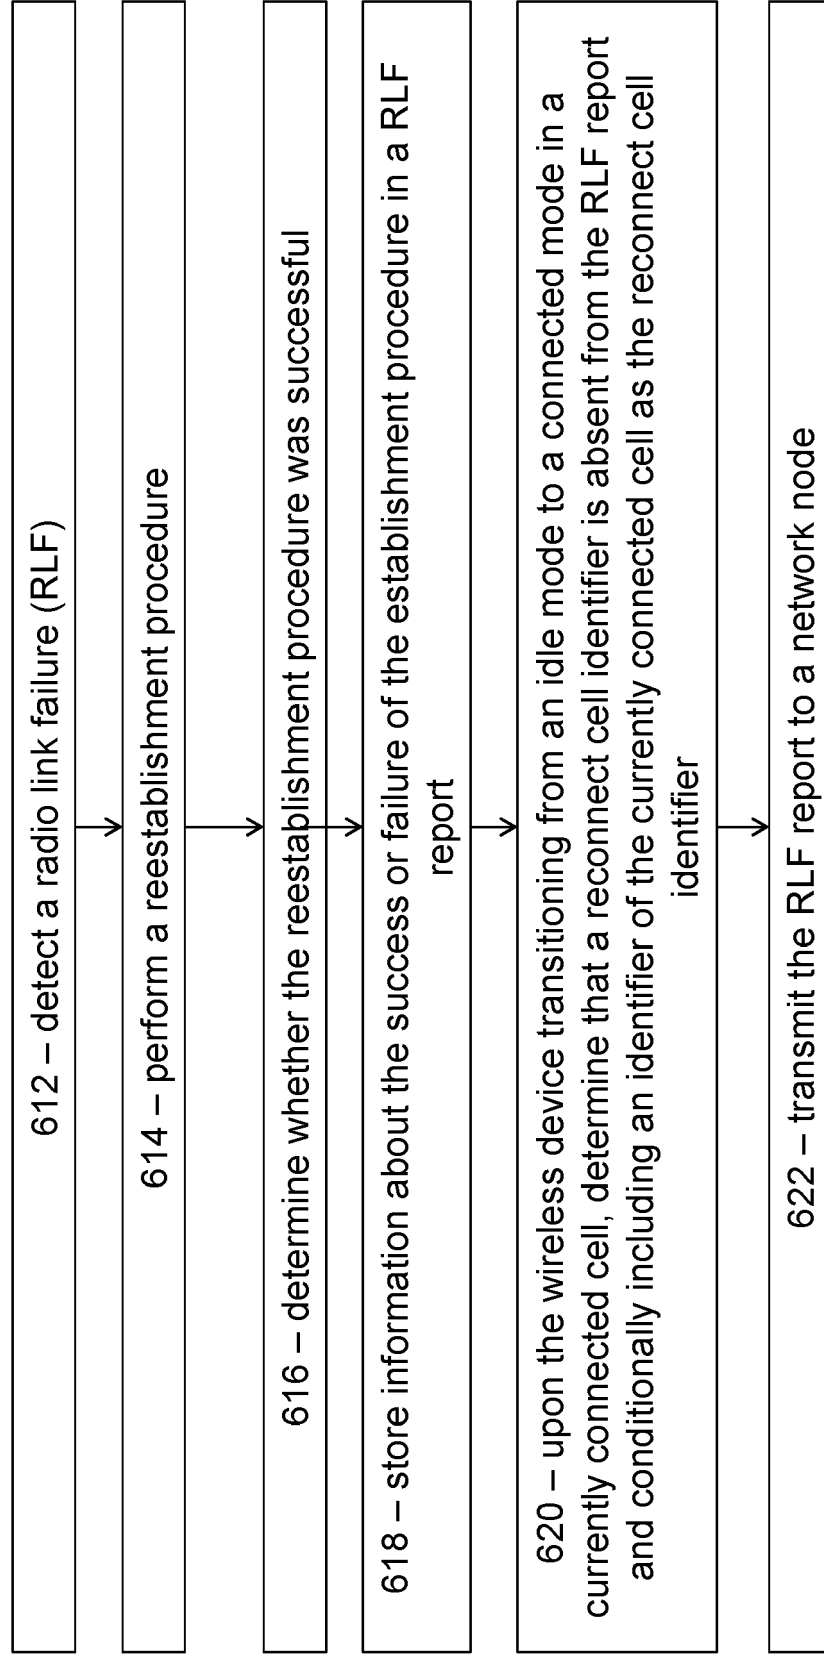 612 – detect a radio link failure (RLF)
614 – perform a reestablishment procedure
616 – determine whether the reestablishment procedure was successful
618 – store information about the success or failure of the establishment procedure in a RLF
report
620 – upon the wireless device transitioning from an idle mode to a connected mode in a
currently connected cell, determine that a reconnect cell identifier is absent from the RLF report
and conditionally including an identifier of the currently connected cell as the reconnect cell
identifier
622 – transmit the RLF report to a network node